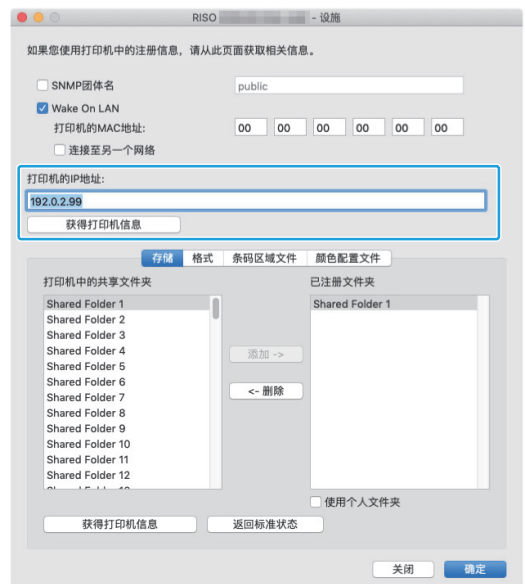 RISO - 设施
如果您使用打印机中的注册信息，请从此页面获取相关信息。
SNMP团体名
public
Wake On LAN
打印机的MAC地址:
00 00 00 00 00 00
连接至另一个网络
打印机的IP地址:
192.0.2.99
获得打印机信息
存储 格式 条码区域文件 颜色配置文件
打印机中的共享文件夹
Shared Folder 1
Shared Folder 2
Shared Folder 3
Shared Folder 4
Shared Folder 5
Shared Folder 6
Shared Folder 7
Shared Folder 8
Shared Folder 9
Shared Folder 10
Shared Folder 11
Shared Folder 12
添加 ->
<- 删除
已注册文件夹
Shared Folder 1
使用个人文件夹
获得打印机信息
返回标准状态
关闭
确定